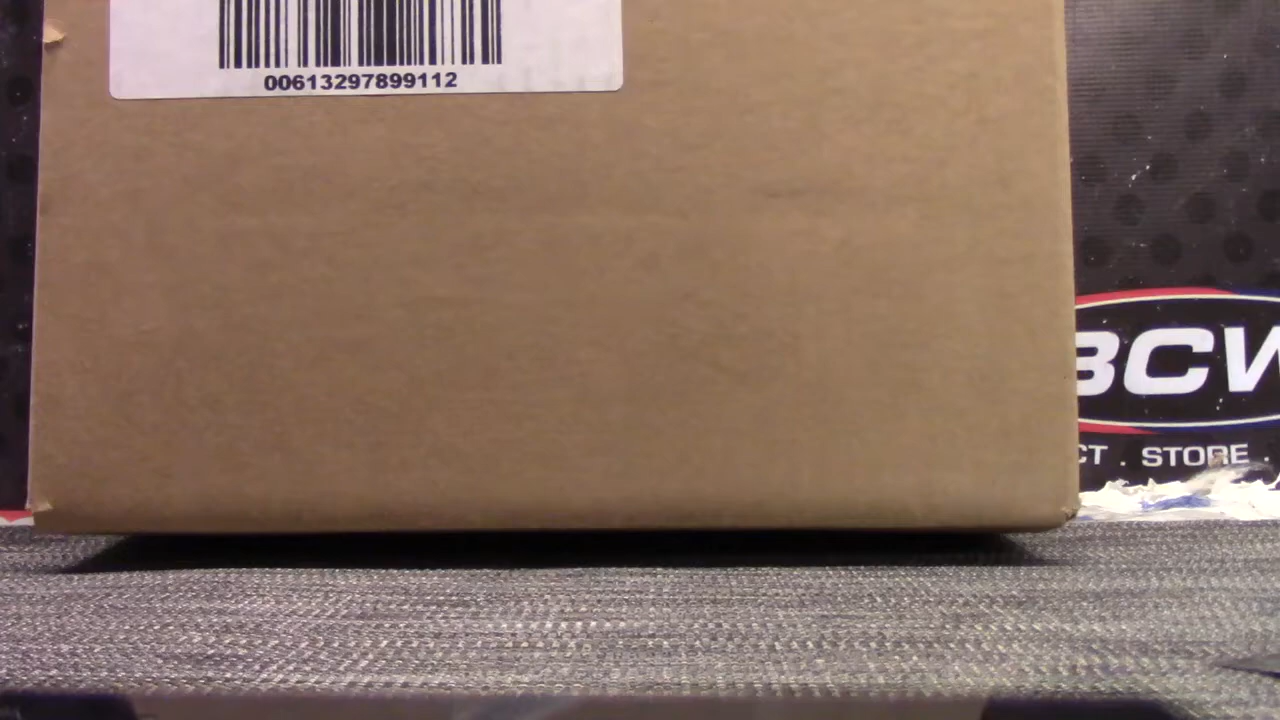 00613297899112
BCW
CT . STORE .